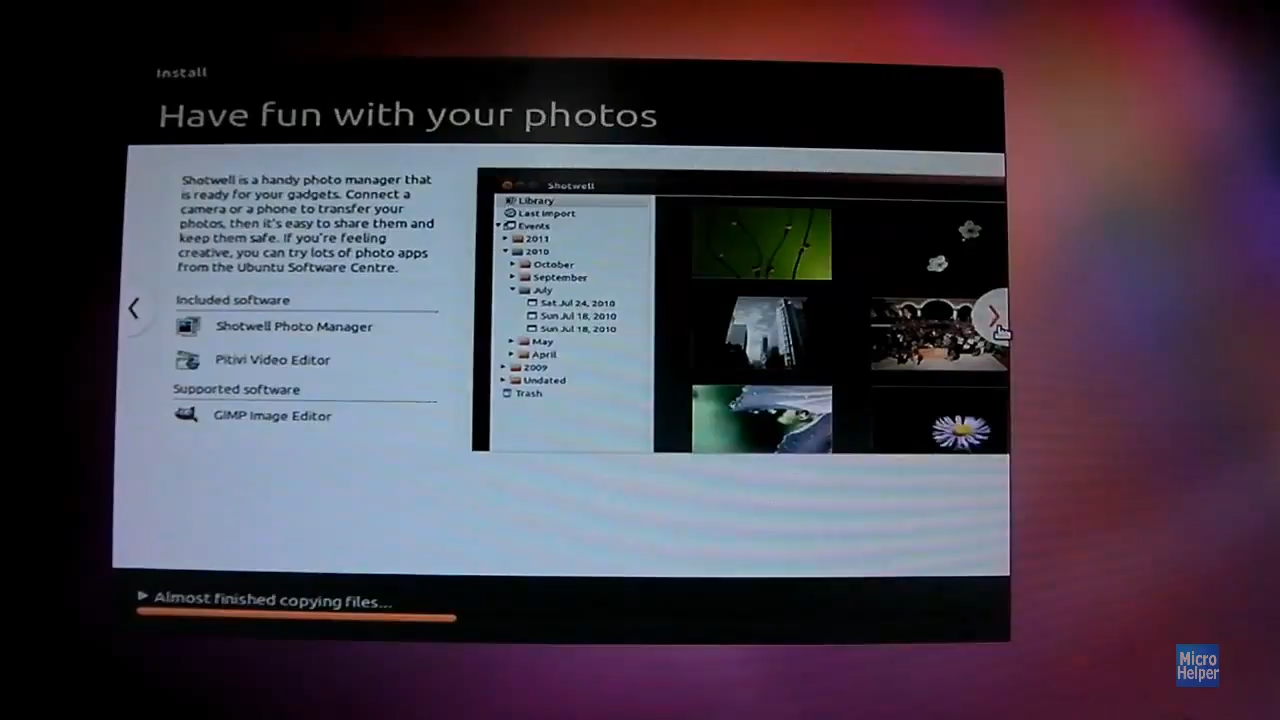 Install
Have fun with your photos
Shotwell is a handy photo manager that
is ready for your gadgets. Connect a
camera or a phone to transfer your
photos, then it's easy to share them and
keep them safe. If you're feeling
creative, you can try lots of photo apps
from the Ubuntu Software Centre.
Included software
Shotwell Photo Manager
Pitivi Video Editor
Supported software
GIMP Image Editor
Shotwell
Library
Last Import
Events
2011
2010
October
September
July
Sat Jul 24, 2010
Sun Jul 18, 2010
Sun Jul 18, 2010
May
April
2009
Undated
Trash
Almost finished copying files...
Micro
Helper